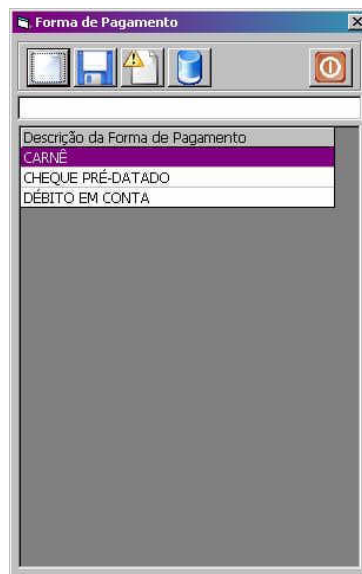 Forma de Pagamento
Descrição da Forma de Pagamento
CARNÊ
CHEQUE PRÉ-DATADO
DÉBITO EM CONTA